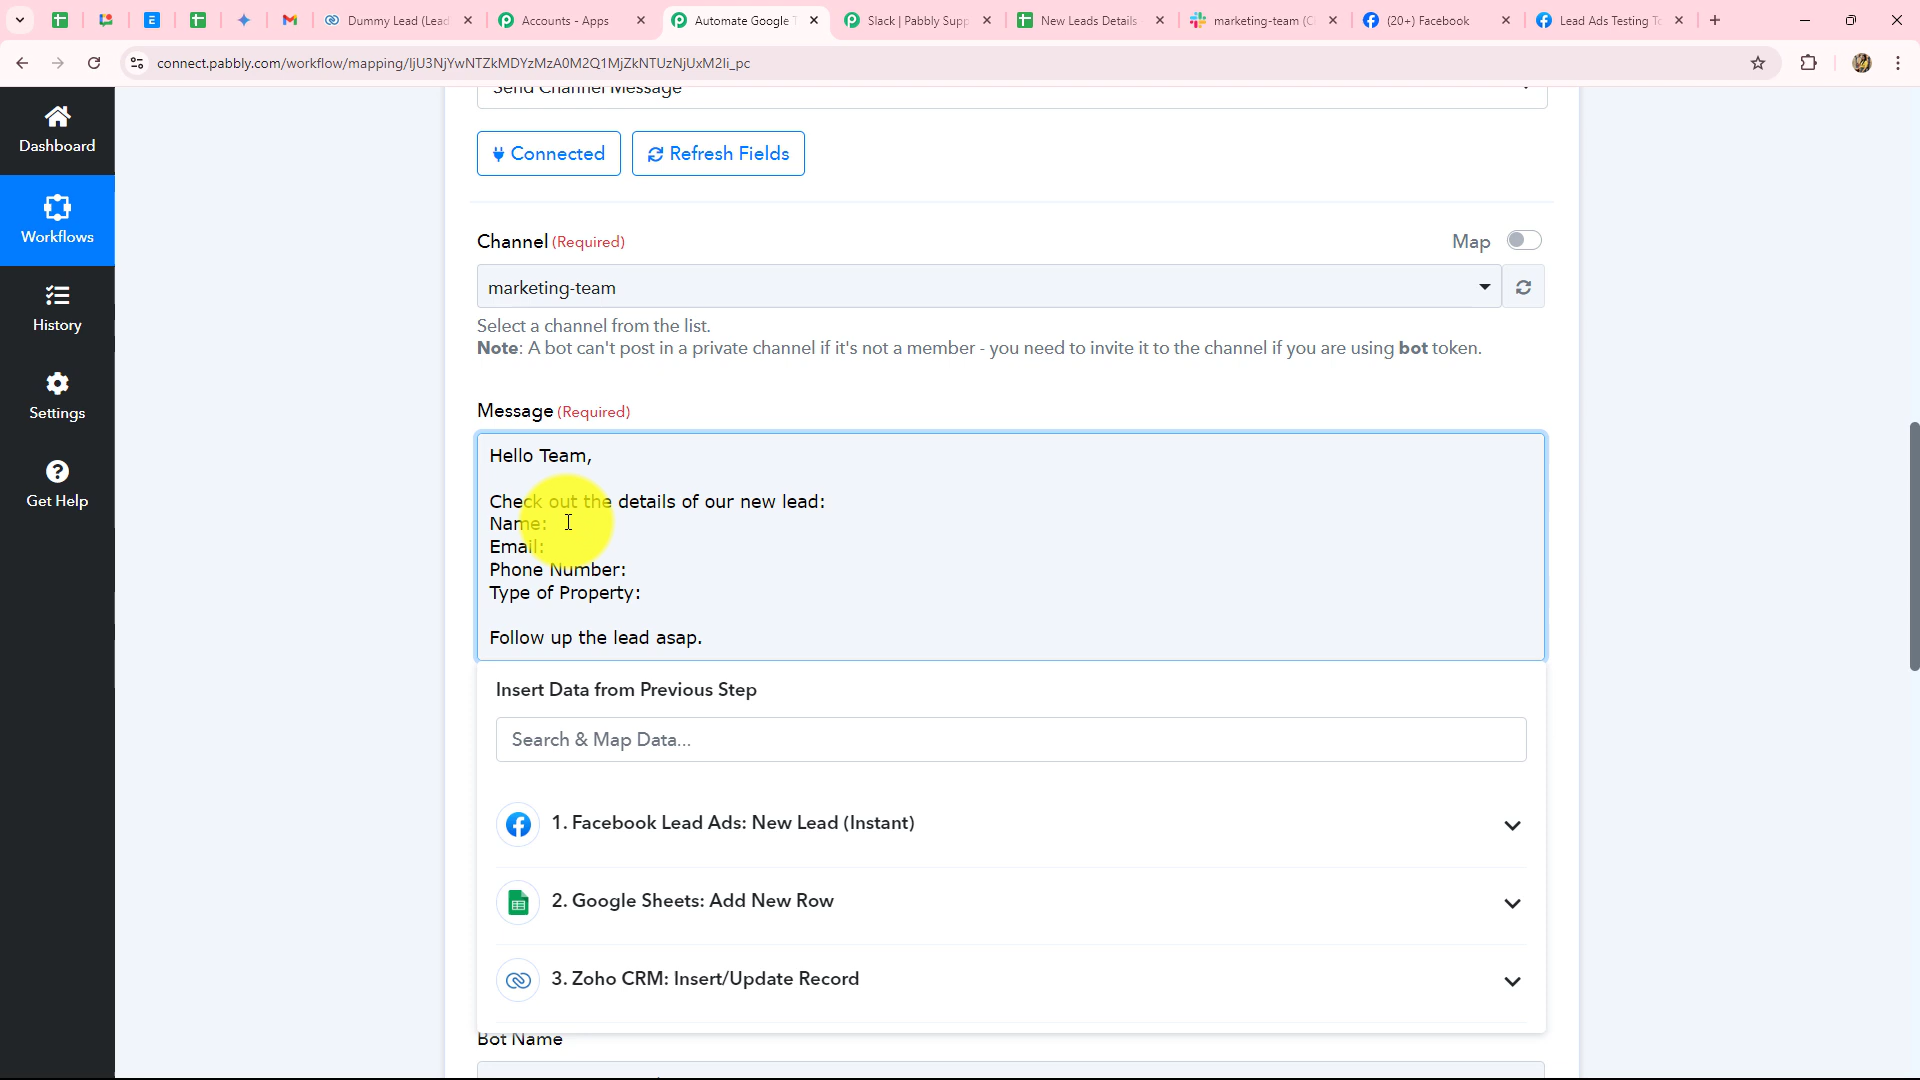 Dummy Lead (Lead
Accounts - Apps
Automate Google T
Slack | Pabbly Supp
New Leads Details
marketing-team (C
(20+) Facebook
Lead Ads Testing To
connect.pabbly.com/workflow/mapping/IjU3NjYwNTZkMDYzMzA0M2Q1MjZkNTUzNjUxM2Ii_pc
Send Channel Message
Dashboard
Workflows
History
Settings
Get Help
Connected
Refresh Fields
Channel (Required)
Map
marketing-team
Select a channel from the list.
Note: A bot can't post in a private channel if it's not a member - you need to invite it to the channel if you are using bot token.
Message (Required)
Hello Team,
Check out the details of our new lead:
Name:
Email:
Phone Number:
Type of Property:
Follow up the lead asap.
Insert Data from Previous Step
Search & Map Data...
1. Facebook Lead Ads: New Lead (Instant)
2. Google Sheets: Add New Row
3. Zoho CRM: Insert/Update Record
Bot Name